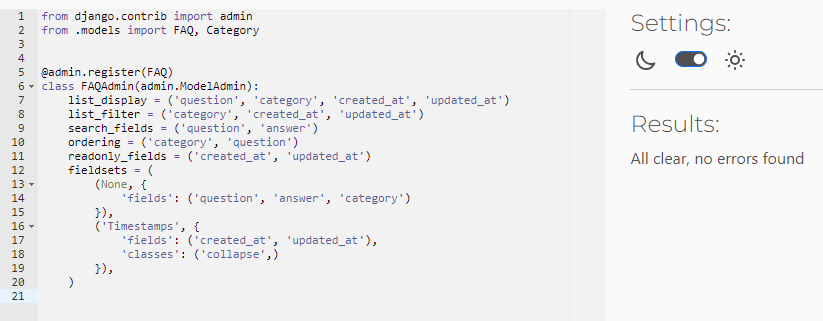 1 from django.contrib import admin
2 from .models import FAQ, Category
3
4
5 @admin.register(FAQ)
6 class FAQAdmin(admin.ModelAdmin):
7     list_display = ('question', 'category', 'created_at', 'updated_at')
8     list_filter = ('category', 'created_at', 'updated_at')
9     search_fields = ('question', 'answer')
10     ordering = ('category', 'question')
11     readonly_fields = ('created_at', 'updated_at')
12     fieldsets = (
13         (None, {
14             'fields': ('question', 'answer', 'category')
15         }),
16         ('Timestamps', {
17             'fields': ('created_at', 'updated_at'),
18             'classes': ('collapse',)
19         }),
20     )
21
Settings:
Results:
All clear, no errors found